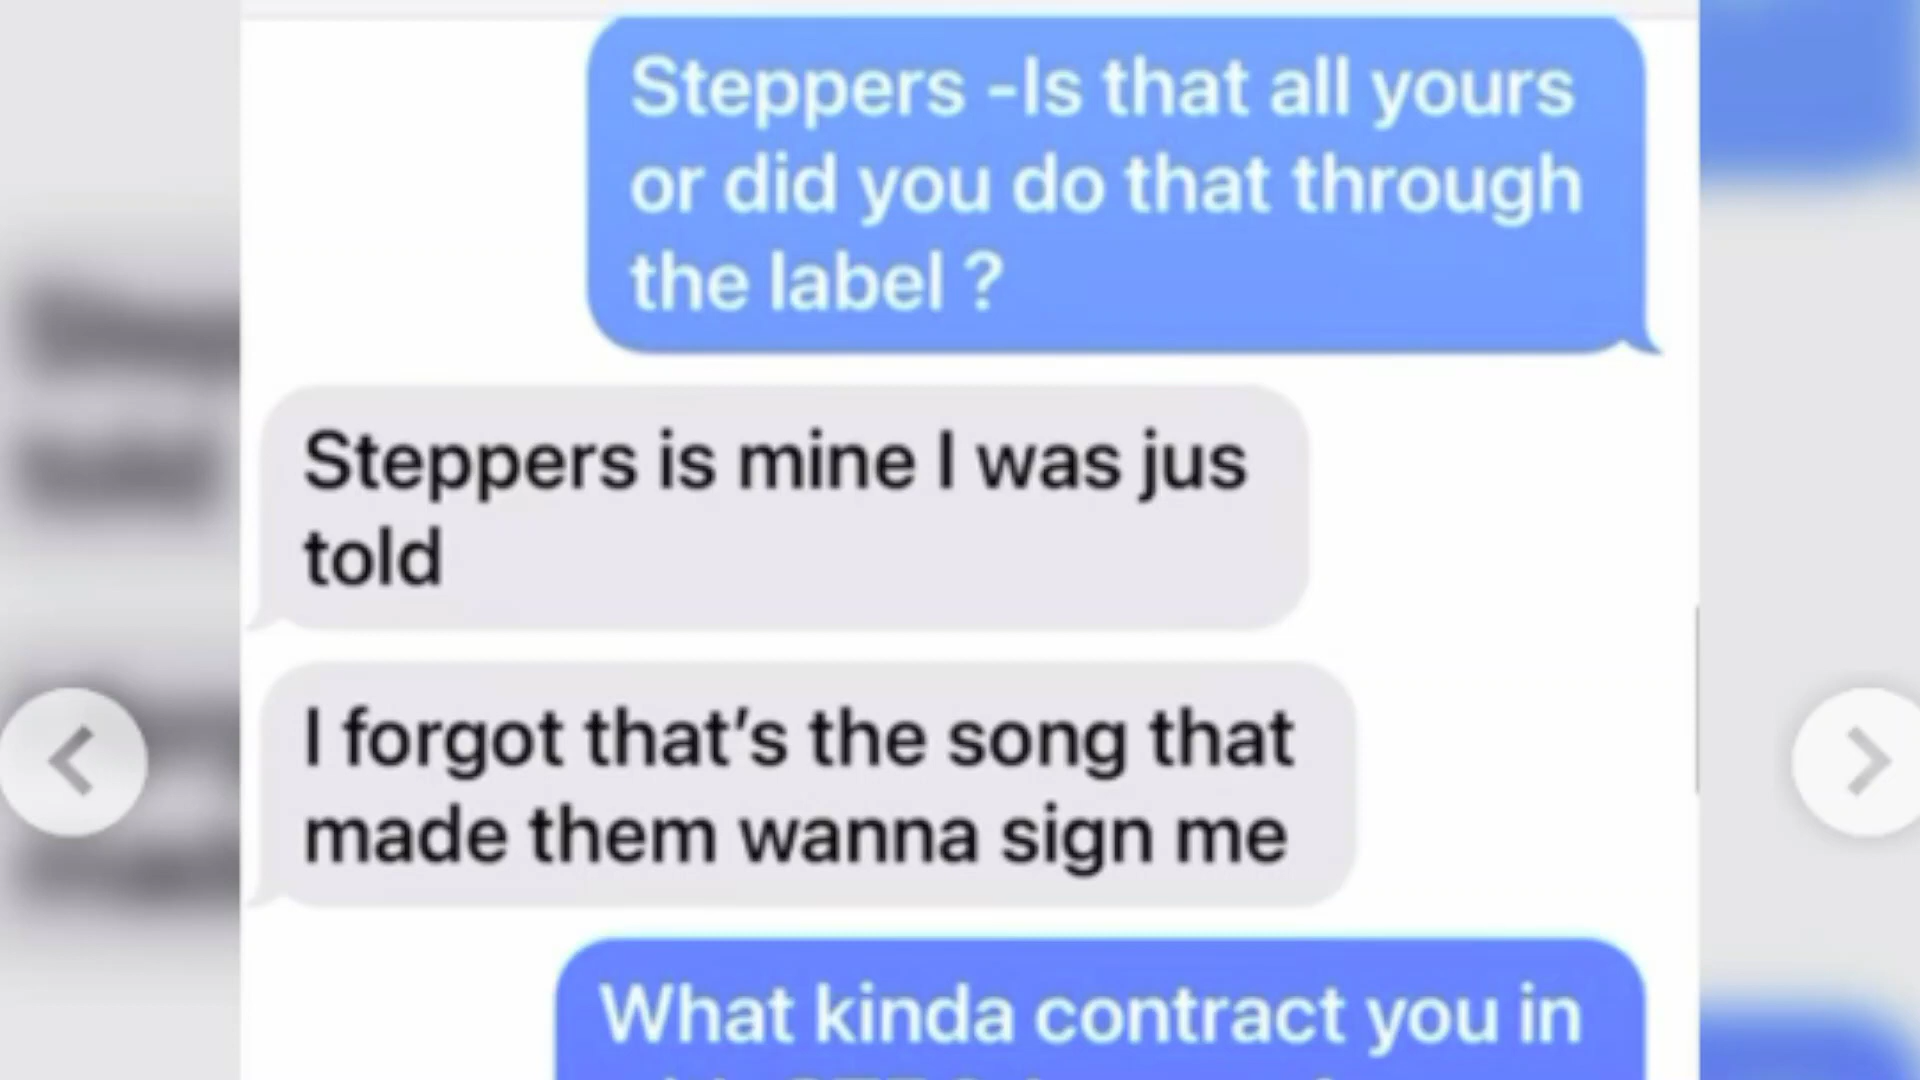 Steppers -Is that all yours
or did you do that through
the label ?
Steppers is mine I was jus
told
I forgot that's the song that
made them wanna sign me
What kinda contract you in